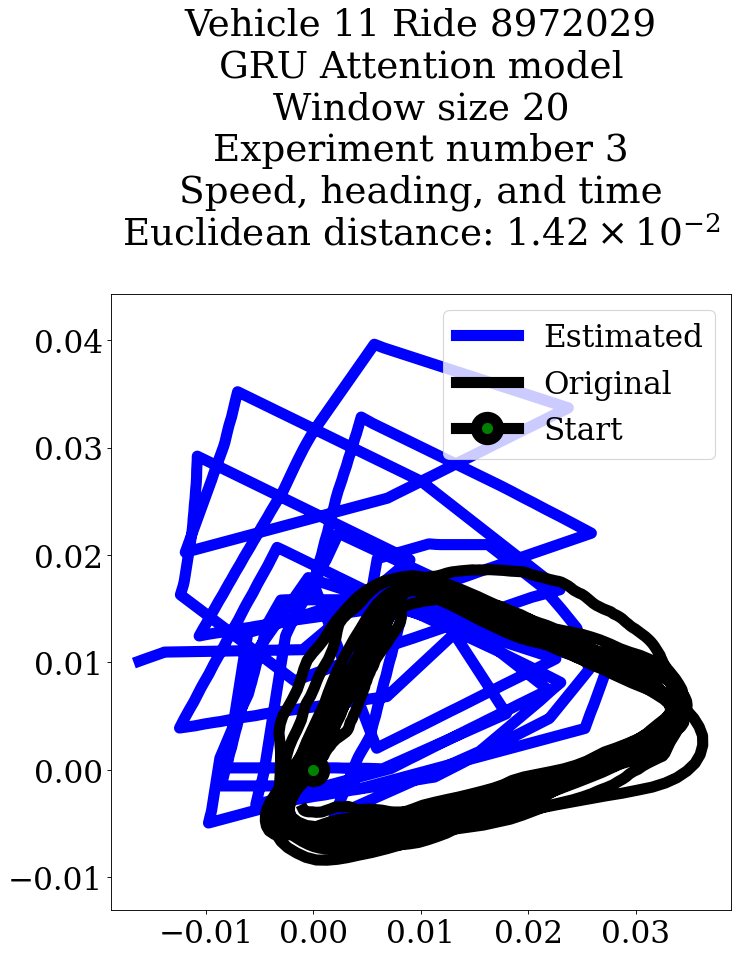 Vehicle 11 Ride 8972029
GRU Attention model
Window size 20
Experiment number 3
Speed, heading, and time
Euclidean distance: 1.42 × 10⁻²
Estimated
Original
Start
0.04
0.03
0.02
0.01
0.00
−0.01
−0.01 0.00 0.01 0.02 0.03